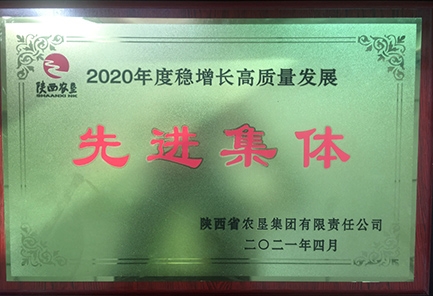 陕西农垦
SHAANXI NK
2020年度稳增长高质量发展
先进集体
陕西省农垦集团有限责任公司
二〇二一年四月